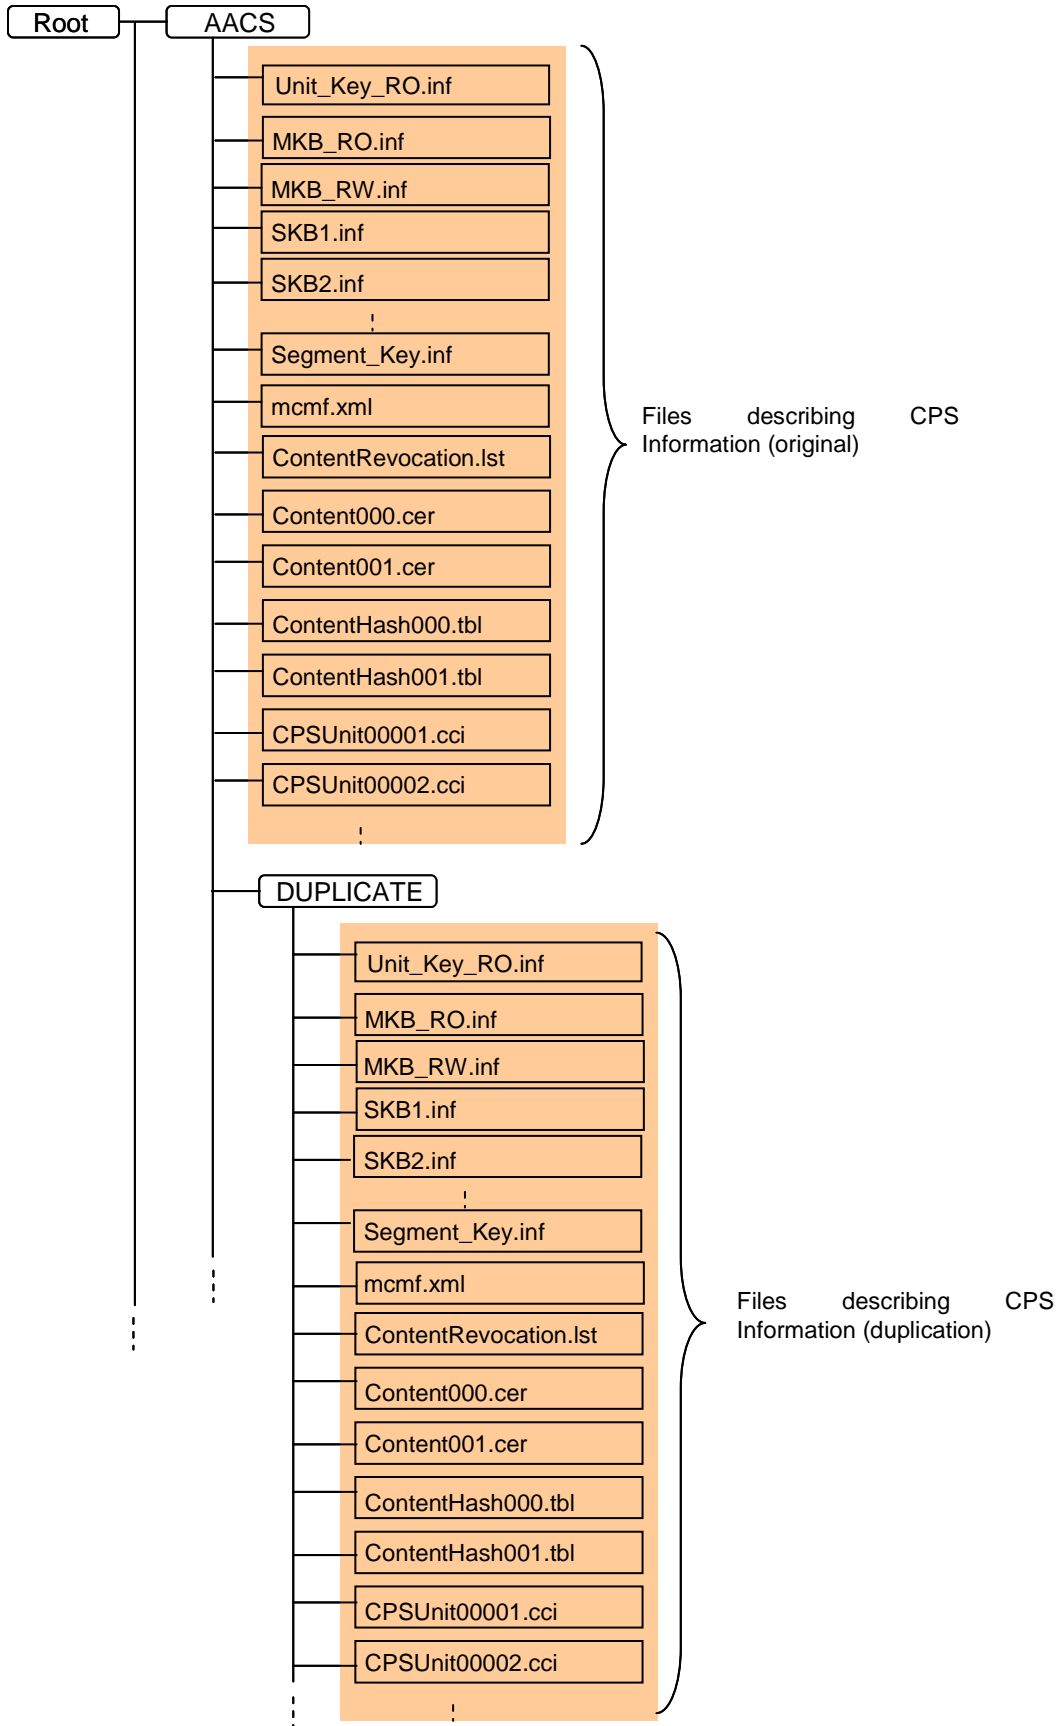 Root
AACS
Unit_Key_RO.inf
MKB_RO.inf
MKB_RW.inf
SKB1.inf
SKB2.inf
Segment_Key.inf
mcmf.xml
ContentRevocation.lst
Content000.cer
Content001.cer
ContentHash000.tbl
ContentHash001.tbl
CPSUnit00001.cci
CPSUnit00002.cci
Files describing CPS
Information (original)
DUPLICATE
Unit_Key_RO.inf
MKB_RO.inf
MKB_RW.inf
SKB1.inf
SKB2.inf
Segment_Key.inf
mcmf.xml
ContentRevocation.lst
Content000.cer
Content001.cer
ContentHash000.tbl
ContentHash001.tbl
CPSUnit00001.cci
CPSUnit00002.cci
Files describing CPS
Information (duplication)